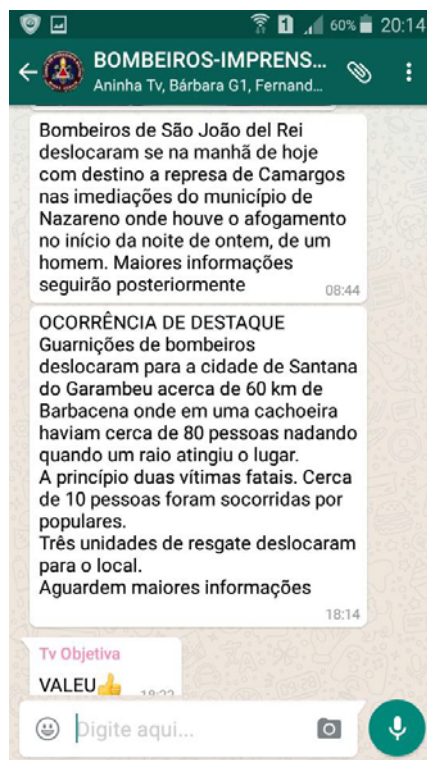 1 60% 20:14
BOMBEIROS-IMPRENS...
Aninha Tv, Bárbara G1, Fernand...
Bombeiros de São João del Rei
deslocaram se na manhã de hoje
com destino a represa de Camargos
nas imediações do município de
Nazareno onde houve o afogamento
no início da noite de ontem, de um
homem. Maiores informações
seguirão posteriormente 08:44
OCORRÊNCIA DE DESTAQUE
Guarnições de bombeiros
deslocaram para a cidade de Santana
do Garambeu acerca de 60 km de
Barbacena onde em uma cachoeira
haviam cerca de 80 pessoas nadando
quando um raio atingiu o lugar.
A princípio duas vítimas fatais. Cerca
de 10 pessoas foram socorridas por
populares.
Três unidades de resgate deslocaram
para o local.
Aguardem maiores informações
18:14
Tv Objetiva
VALEU👍
Digite aqui...